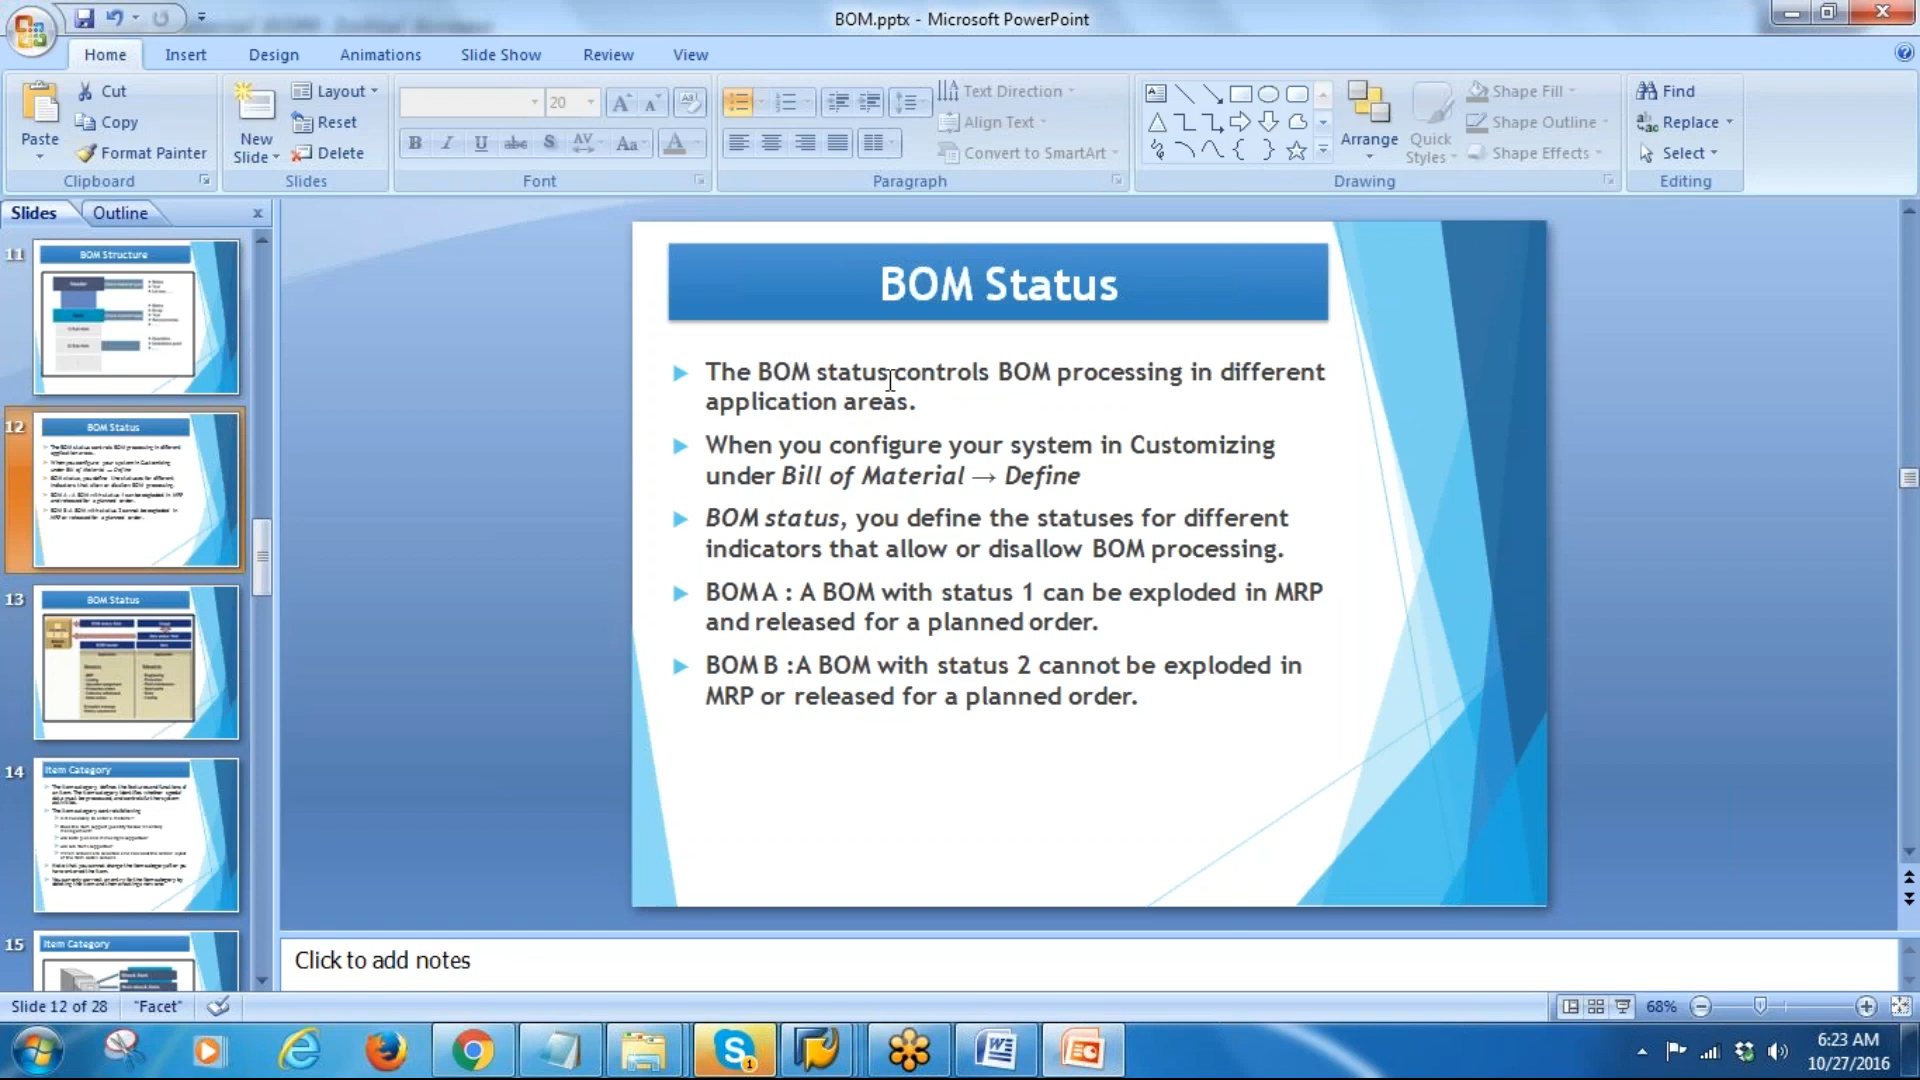 BOM.pptx - Microsoft PowerPoint
Home
Insert
Design
Animations
Slide Show
Review
View
Paste
Cut
Copy
Format Painter
Clipboard
New
Slide
Layout
Reset
Delete
Slides
20
Font
Text Direction
Align Text
Convert to SmartArt
Paragraph
Arrange
Quick
Styles
Shape Fill
Shape Outline
Shape Effects
Drawing
Find
Replace
Select
Editing
Slides
Outline
11
BOM Structure
12
BOM Status
13
BOM Status
14
Item Category
15
Item Category
BOM Status
The BOM status controls BOM processing in different
application areas.
When you configure your system in Customizing
under Bill of Material → Define
BOM status, you define the statuses for different
indicators that allow or disallow BOM processing.
BOM A : A BOM with status 1 can be exploded in MRP
and released for a planned order.
BOM B :A BOM with status 2 cannot be exploded in
MRP or released for a planned order.
Click to add notes
Slide 12 of 28
"Facet"
68%
6:23 AM
10/27/2016